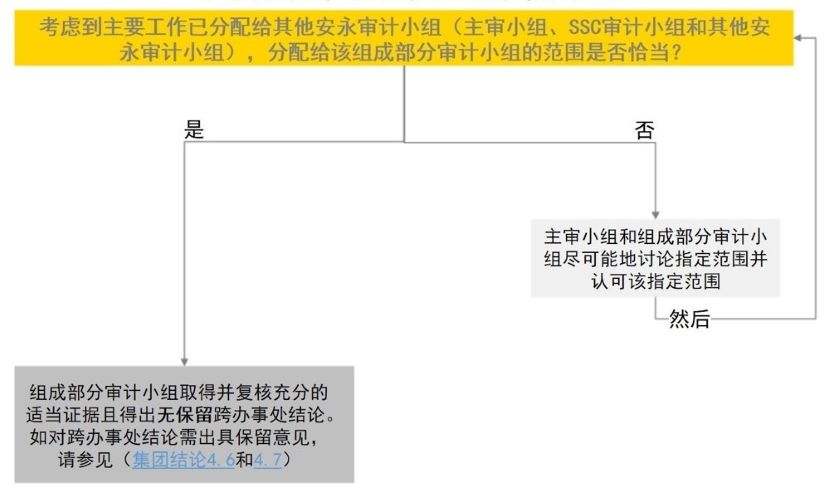 考虑到主要工作已分配给其他安永审计小组（主审小组、SSC审计小组和其他安
永审计小组），分配给该组成部分审计小组的范围是否恰当？
是
否
主审小组和组成部分审计小
组尽可能地讨论指定范围并
认可该指定范围
然后
组成部分审计小组取得并复核充分的
适当证据且得出无保留跨办事处结论。
如对跨办事处结论需出具保留意见，
请参见（集团结论4.6和4.7）